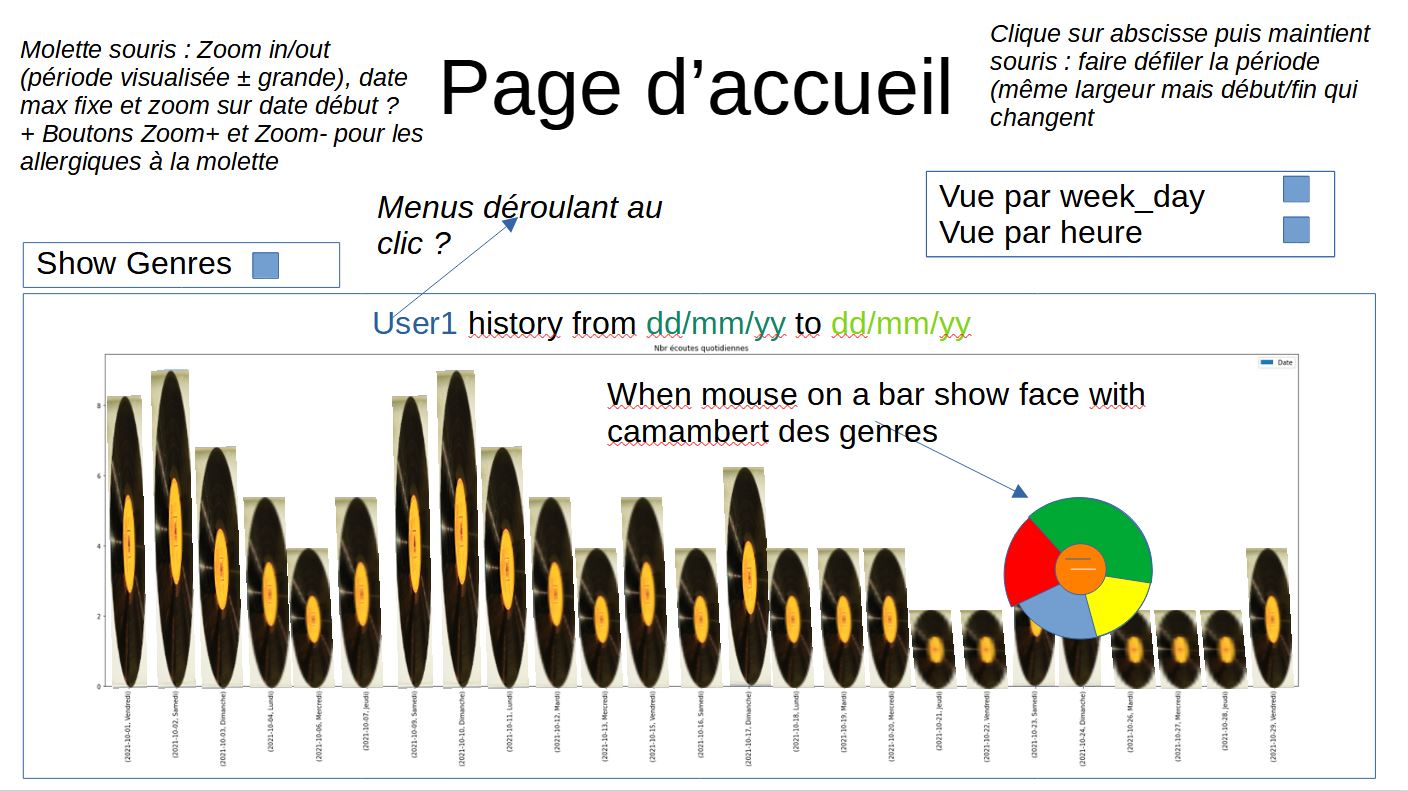 Molette souris : Zoom in/out
(période visualisée ± grande), date
max fixe et zoom sur date début ?
+ Boutons Zoom+ et Zoom- pour les
allergiques à la molette
Page d’accueil
Clique sur abscisse puis maintient
souris : faire défiler la période
(même largeur mais début/fin qui
changent
Menus déroulant au
clic ?
Vue par week_day
Vue par heure
Show Genres
User1 history from dd/mm/yy to dd/mm/yy
Nbr écoutes quotidiennes
Date
When mouse on a bar show face with
camambert des genres
8
6
4
2
0
(2021-10-01, Vendredi)
(2021-10-02, Samedi)
(2021-10-03, Dimanche)
(2021-10-04, Lundi)
(2021-10-06, Mercredi)
(2021-10-07, Jeudi)
(2021-10-09, Samedi)
(2021-10-10, Dimanche)
(2021-10-11, Lundi)
(2021-10-12, Mardi)
(2021-10-13, Mercredi)
(2021-10-15, Vendredi)
(2021-10-16, Samedi)
(2021-10-17, Dimanche)
(2021-10-18, Lundi)
(2021-10-19, Mardi)
(2021-10-20, Mercredi)
(2021-10-21, Jeudi)
(2021-10-22, Vendredi)
(2021-10-23, Samedi)
(2021-10-24, Dimanche)
(2021-10-26, Mardi)
(2021-10-27, Mercredi)
(2021-10-28, Jeudi)
(2021-10-29, Vendredi)